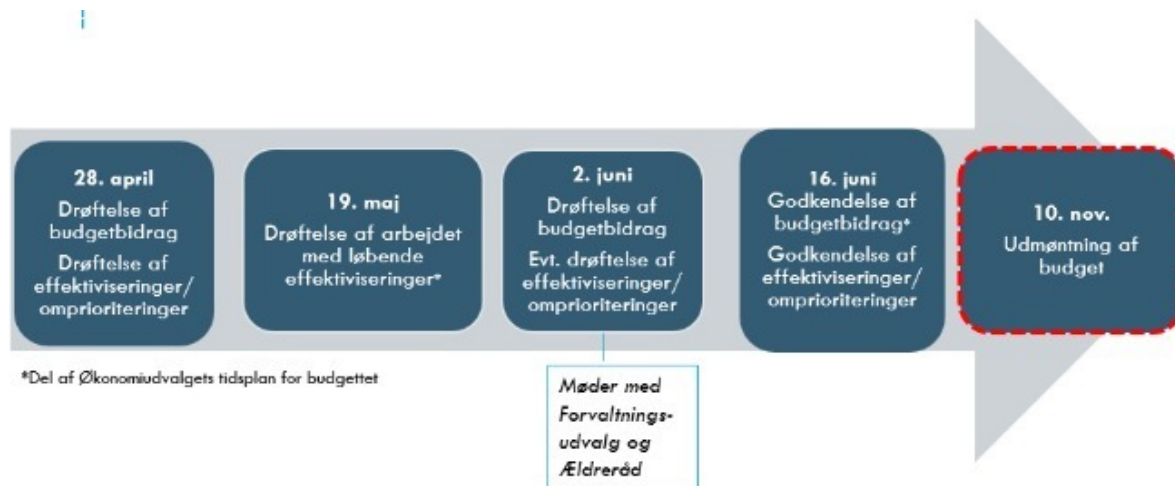 28. april
Drøftelse af
budgetbidrag
Drøftelse af
effektiviseringer/
omprioriteringer
19. maj
Drøftelse af arbejdet
med løbende
effektiviseringer*
2. juni
Drøftelse af
budgetbidrag
Evt. drøftelse af
effektiviseringer/
omprioriteringer
16. juni
Godkendelse af
budgetbidrag*
Godkendelse af
effektiviseringer/
omprioriteringer
10. nov.
Udmøntning af
budget
*Del af Økonomiudvalgets tidsplan for budgettet
Møder med
Forvaltnings-
udvalg og
Ældreråd